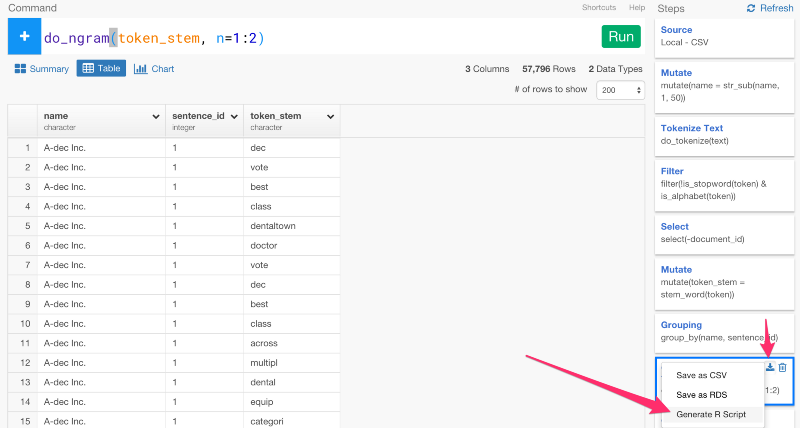 Command
Shortcuts Help
+ do_ngram(token_stem, n=1:2) Run
Summary Table Chart
3 Columns 57,796 Rows 2 Data Types
# of rows to show 200
name sentence_id token_stem
character integer character
1 A-dec Inc. 1 dec
2 A-dec Inc. 1 vote
3 A-dec Inc. 1 best
4 A-dec Inc. 1 class
5 A-dec Inc. 1 dentaltown
6 A-dec Inc. 1 doctor
7 A-dec Inc. 1 vote
8 A-dec Inc. 1 dec
9 A-dec Inc. 1 best
10 A-dec Inc. 1 class
11 A-dec Inc. 1 across
12 A-dec Inc. 1 multipl
13 A-dec Inc. 1 dental
14 A-dec Inc. 1 equip
15 A-dec Inc. 1 categori
Steps Refresh
Source
Local - CSV
Mutate
mutate(name = str_sub(name,
1, 50))
Tokenize Text
do_tokenize(text)
Filter
filter(!is_stopword(token) &
is_alphabet(token))
Select
select(-document_id)
Mutate
mutate(token_stem =
stem_word(token))
Grouping
group_by(name, sentence_id)
1:2)
Save as CSV
Save as RDS
Generate R Script